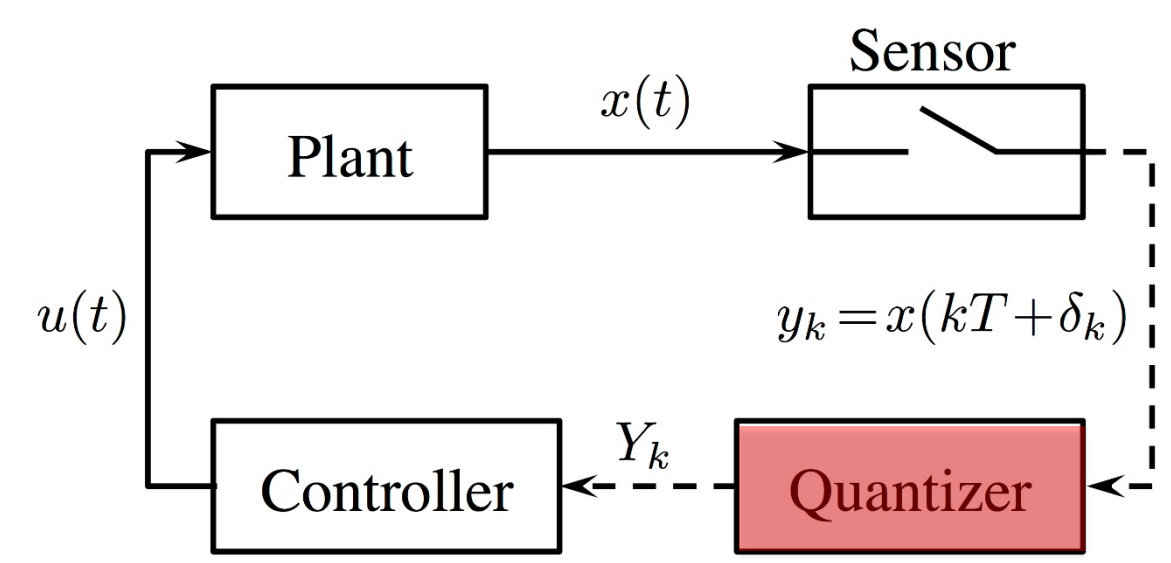 Sensor
x(t)
Plant
u(t)
y_k = x(kT + δ_k)
Y_k
Controller
Quantizer